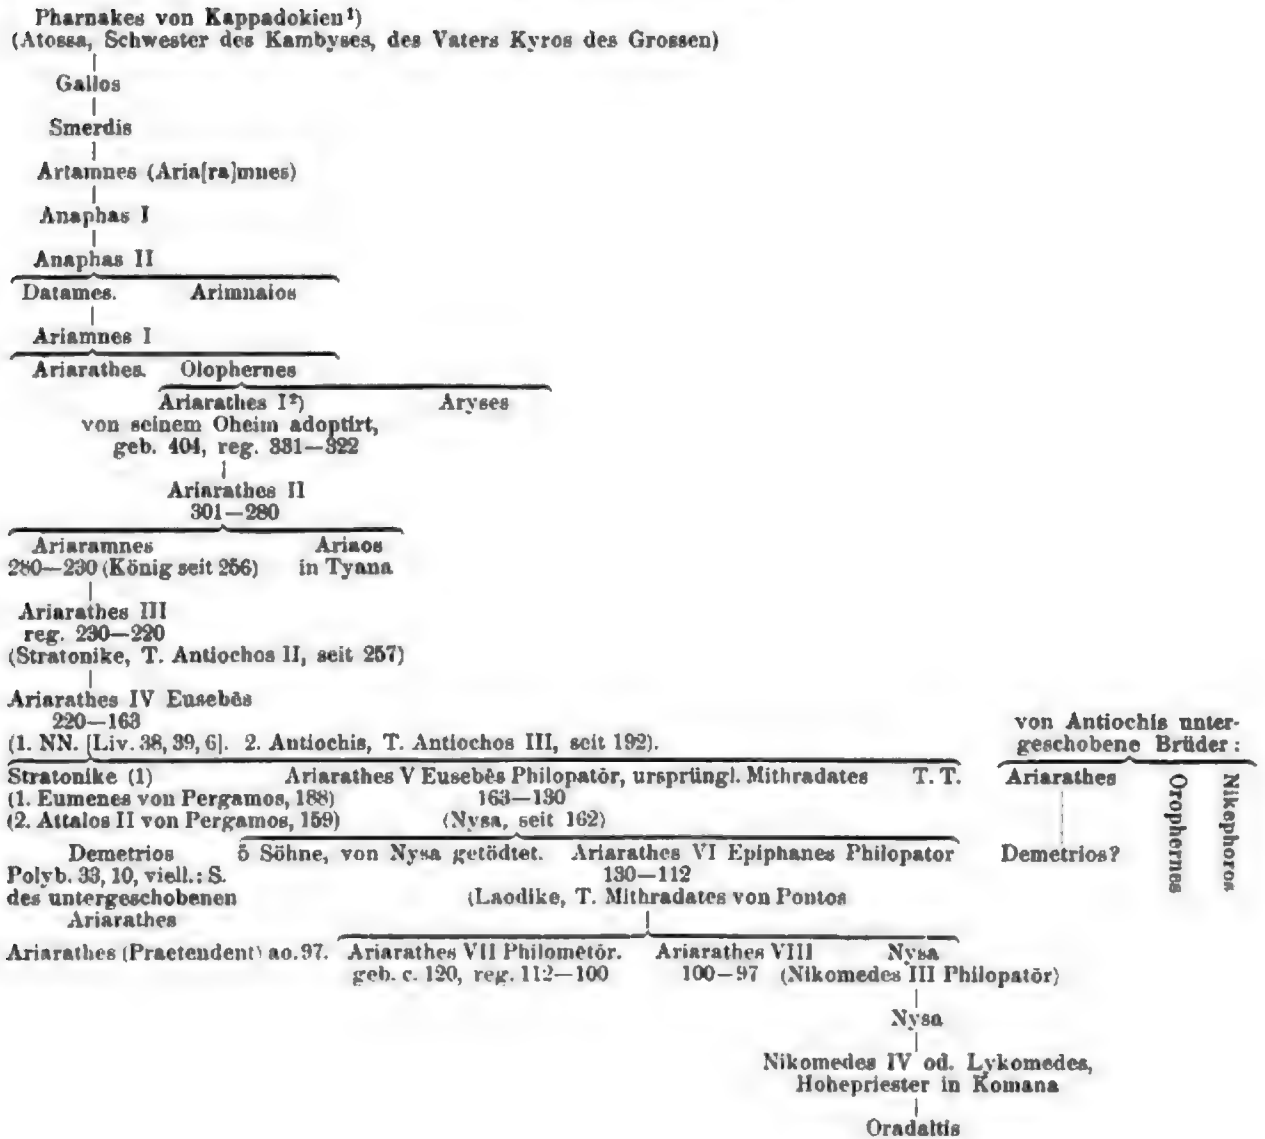 Pharnakes von Kappadokien¹)
(Atossa, Schwester des Kambyses, des Vaters Kyros des Grossen)
Gallos
Smerdis
Artamnes (Aria[ra]mnes)
Anaphas I
Anaphas II
Datames. Arimnaios
Ariamnes I
Ariarathes. Olophernes
Ariarathes I²) Aryses
von seinem Oheim adoptirt,
geb. 404, reg. 331—322
Ariarathes II
301—280
Ariaramnes Ariaos
280—230 (König seit 256) in Tyana
Ariarathes III
reg. 230—220
(Stratonike, T. Antiochos II, seit 257)
Ariarathes IV Eusebēs
220—163
(1. NN. [Liv. 38, 39, 6]. 2. Antiochis, T. Antiochos III, seit 192).
von Antiochis unter-
geschobene Brüder:
Stratonike (1) Ariarathes V Eusebēs Philopatōr, ursprüngl. Mithradates T. T.
(1. Eumenes von Pergamos, 188) 163—130
(2. Attalos II von Pergamos, 159) (Nysa, seit 162)
Ariarathes
Orophernes
Nikephoros
Demetrios?
Demetrios 5 Söhne, von Nysa getödtet. Ariarathes VI Epiphanes Philopator
Polyb. 33, 10, viell.: S. 130—112
des untergeschobenen (Laodike, T. Mithradates von Pontos
Ariarathes
Ariarathes (Praetendent) ao. 97. Ariarathes VII Philomētōr. Ariarathes VIII Nysa
geb. c. 120, reg. 112—100 100—97 (Nikomedes III Philopatōr)
Nysa
Nikomedes IV od. Lykomedes,
Hohepriester in Komana
Oradaltis